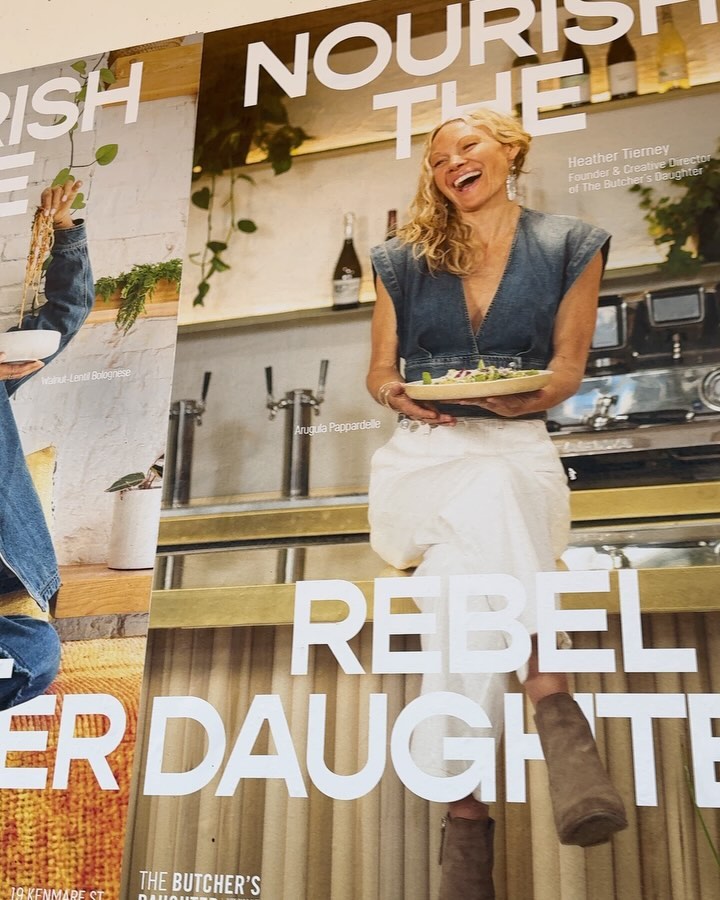 RISH
E
Walnut-Lentil Bolognese
ER
19 KENMARE ST
NOURISH
THE
Heather Tierney
Founder & Creative Director
of The Butcher's Daughter
Arugula Pappardelle
REBEL
DAUGHTE
THE BUTCHER'S
DAUGHTER